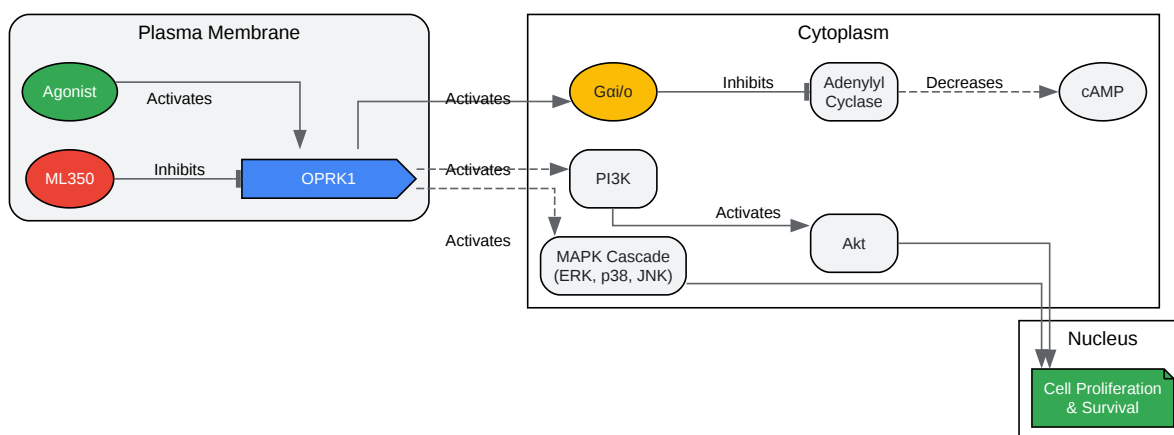 Plasma Membrane
Agonist
Activates
ML350
Inhibits
OPRK1
Activates
Activates
Activates
Cytoplasm
Gαi/o
Inhibits
Adenylyl
Cyclase
Decreases
cAMP
PI3K
Activates
Akt
MAPK Cascade
(ERK, p38, JNK)
Nucleus
Cell Proliferation
& Survival